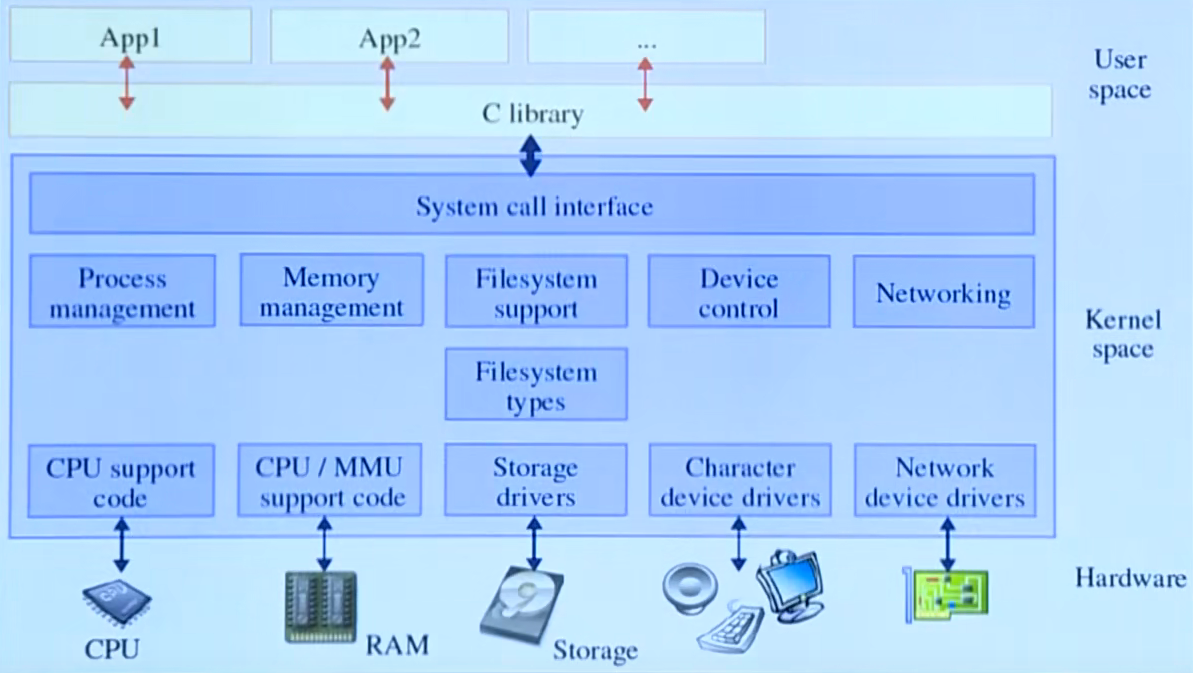 App1
App2
...
User
space
C library
System call interface
Process
management
Memory
management
Filesystem
support
Device
control
Networking
Kernel
space
Filesystem
types
CPU support
code
CPU / MMU
support code
Storage
drivers
Character
device drivers
Network
device drivers
Hardware
CPU
RAM
Storage